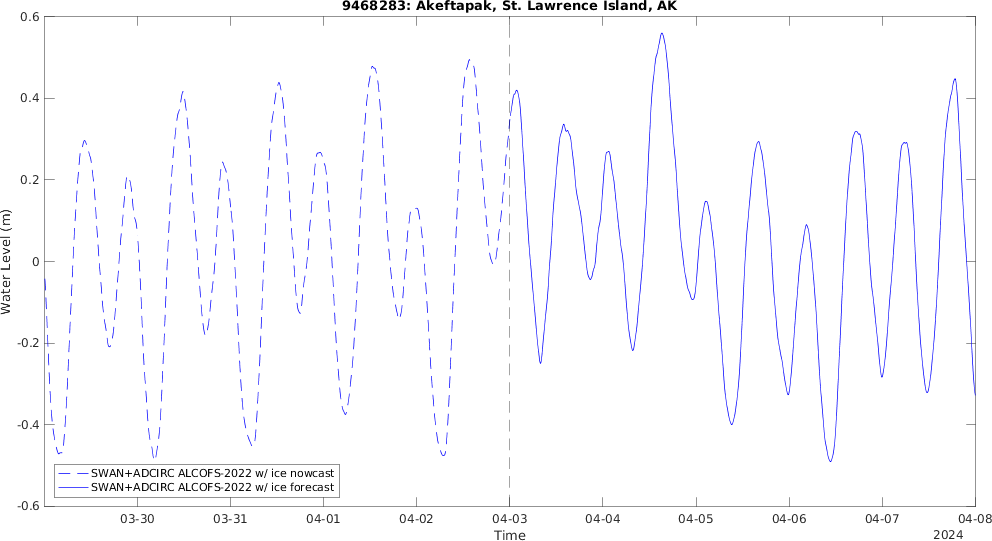 9468283: Akeftapak, St. Lawrence Island, AK
0.6
0.4
0.2
0
-0.2
-0.4
-0.6
Water Level (m)
SWAN+ADCIRC ALCOFS-2022 w/ ice nowcast
SWAN+ADCIRC ALCOFS-2022 w/ ice forecast
03-30 03-31 04-01 04-02 04-03 04-04 04-05 04-06 04-07 04-08
Time
2024